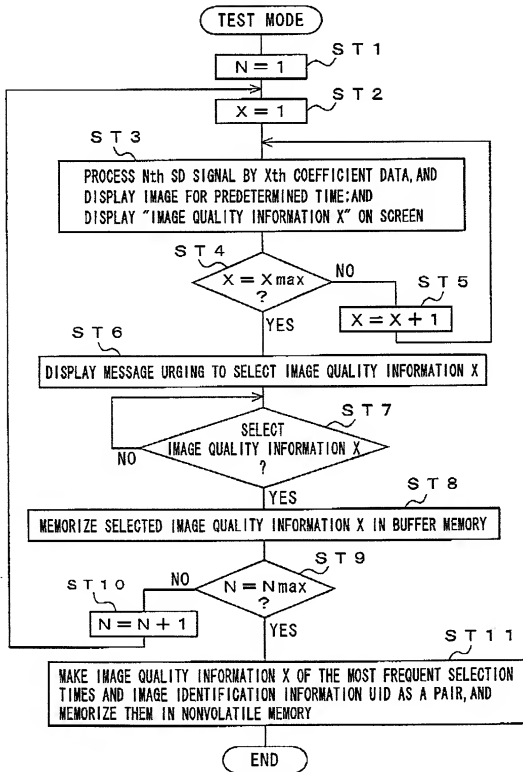 TEST MODE
ST1
N=1
ST2
X=1
ST3
PROCESS Nth SD SIGNAL BY Xth COEFFICIENT DATA, AND
DISPLAY IMAGE FOR PREDETERMINED TIME; AND
DISPLAY "IMAGE QUALITY INFORMATION X" ON SCREEN
ST4
X=Xmax
?
NO
YES
ST5
X=X+1
ST6
DISPLAY MESSAGE URGING TO SELECT IMAGE QUALITY INFORMATION X
ST7
SELECT
IMAGE QUALITY INFORMATION X
?
NO
YES
ST8
MEMORIZE SELECTED IMAGE QUALITY INFORMATION X IN BUFFER MEMORY
ST9
N=Nmax
?
NO
YES
ST10
N=N+1
ST11
MAKE IMAGE QUALITY INFORMATION X OF THE MOST FREQUENT SELECTION
TIMES AND IMAGE IDENTIFICATION INFORMATION UID AS A PAIR, AND
MEMORIZE THEM IN NONVOLATILE MEMORY
END